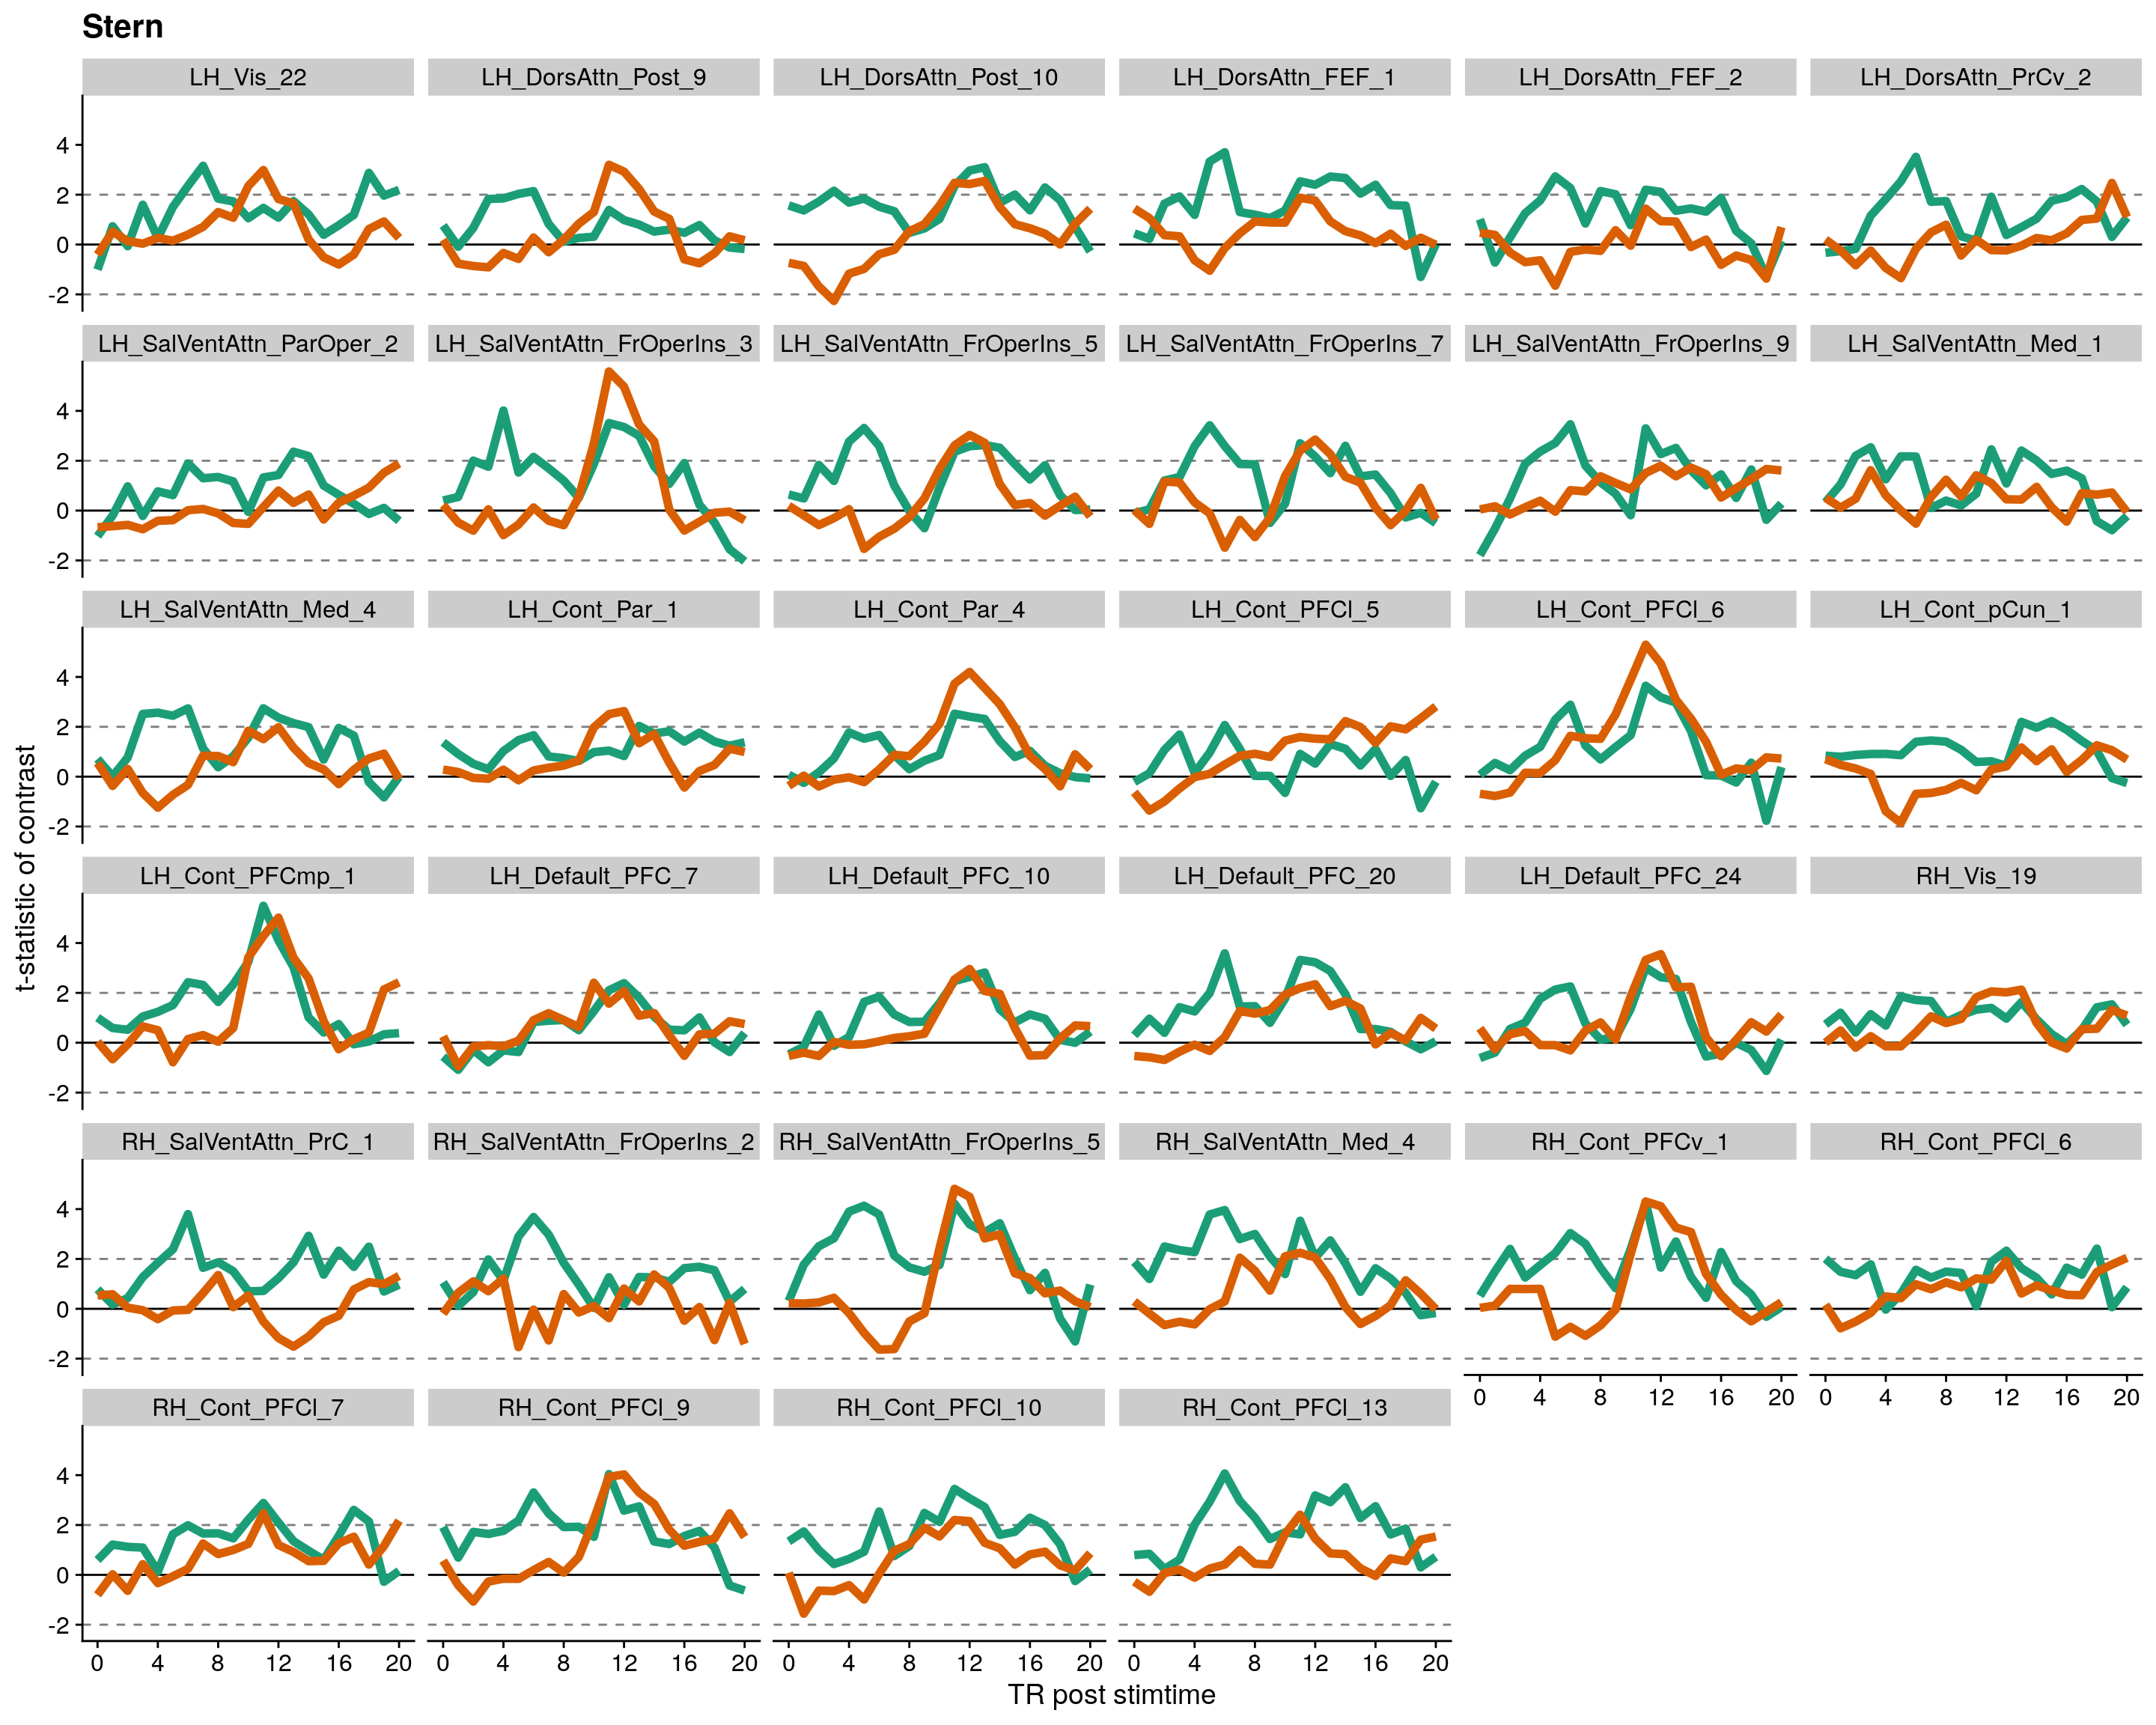 Stern
LH_Vis_22 LH_DorsAttn_Post_9 LH_DorsAttn_Post_10 LH_DorsAttn_FEF_1 LH_DorsAttn_FEF_2 LH_DorsAttn_PrCv_2
4
2
0
-2
LH_SalVentAttn_ParOper_2 LH_SalVentAttn_FrOperIns_3 LH_SalVentAttn_FrOperIns_5 LH_SalVentAttn_FrOperIns_7 LH_SalVentAttn_FrOperIns_9 LH_SalVentAttn_Med_1
4
2
0
-2
LH_SalVentAttn_Med_4 LH_Cont_Par_1 LH_Cont_Par_4 LH_Cont_PFCl_5 LH_Cont_PFCl_6 LH_Cont_pCun_1
4
2
0
-2
t-statistic of contrast
LH_Cont_PFCmp_1 LH_Default_PFC_7 LH_Default_PFC_10 LH_Default_PFC_20 LH_Default_PFC_24 RH_Vis_19
4
2
0
-2
RH_SalVentAttn_PrC_1 RH_SalVentAttn_FrOperIns_2 RH_SalVentAttn_FrOperIns_5 RH_SalVentAttn_Med_4 RH_Cont_PFCv_1 RH_Cont_PFCl_6
4
2
0
-2
0 4 8 12 16 20 0 4 8 12 16 20
RH_Cont_PFCl_7 RH_Cont_PFCl_9 RH_Cont_PFCl_10 RH_Cont_PFCl_13
4
2
0
-2
0 4 8 12 16 20 0 4 8 12 16 20 0 4 8 12 16 20 0 4 8 12 16 20
TR post stimtime